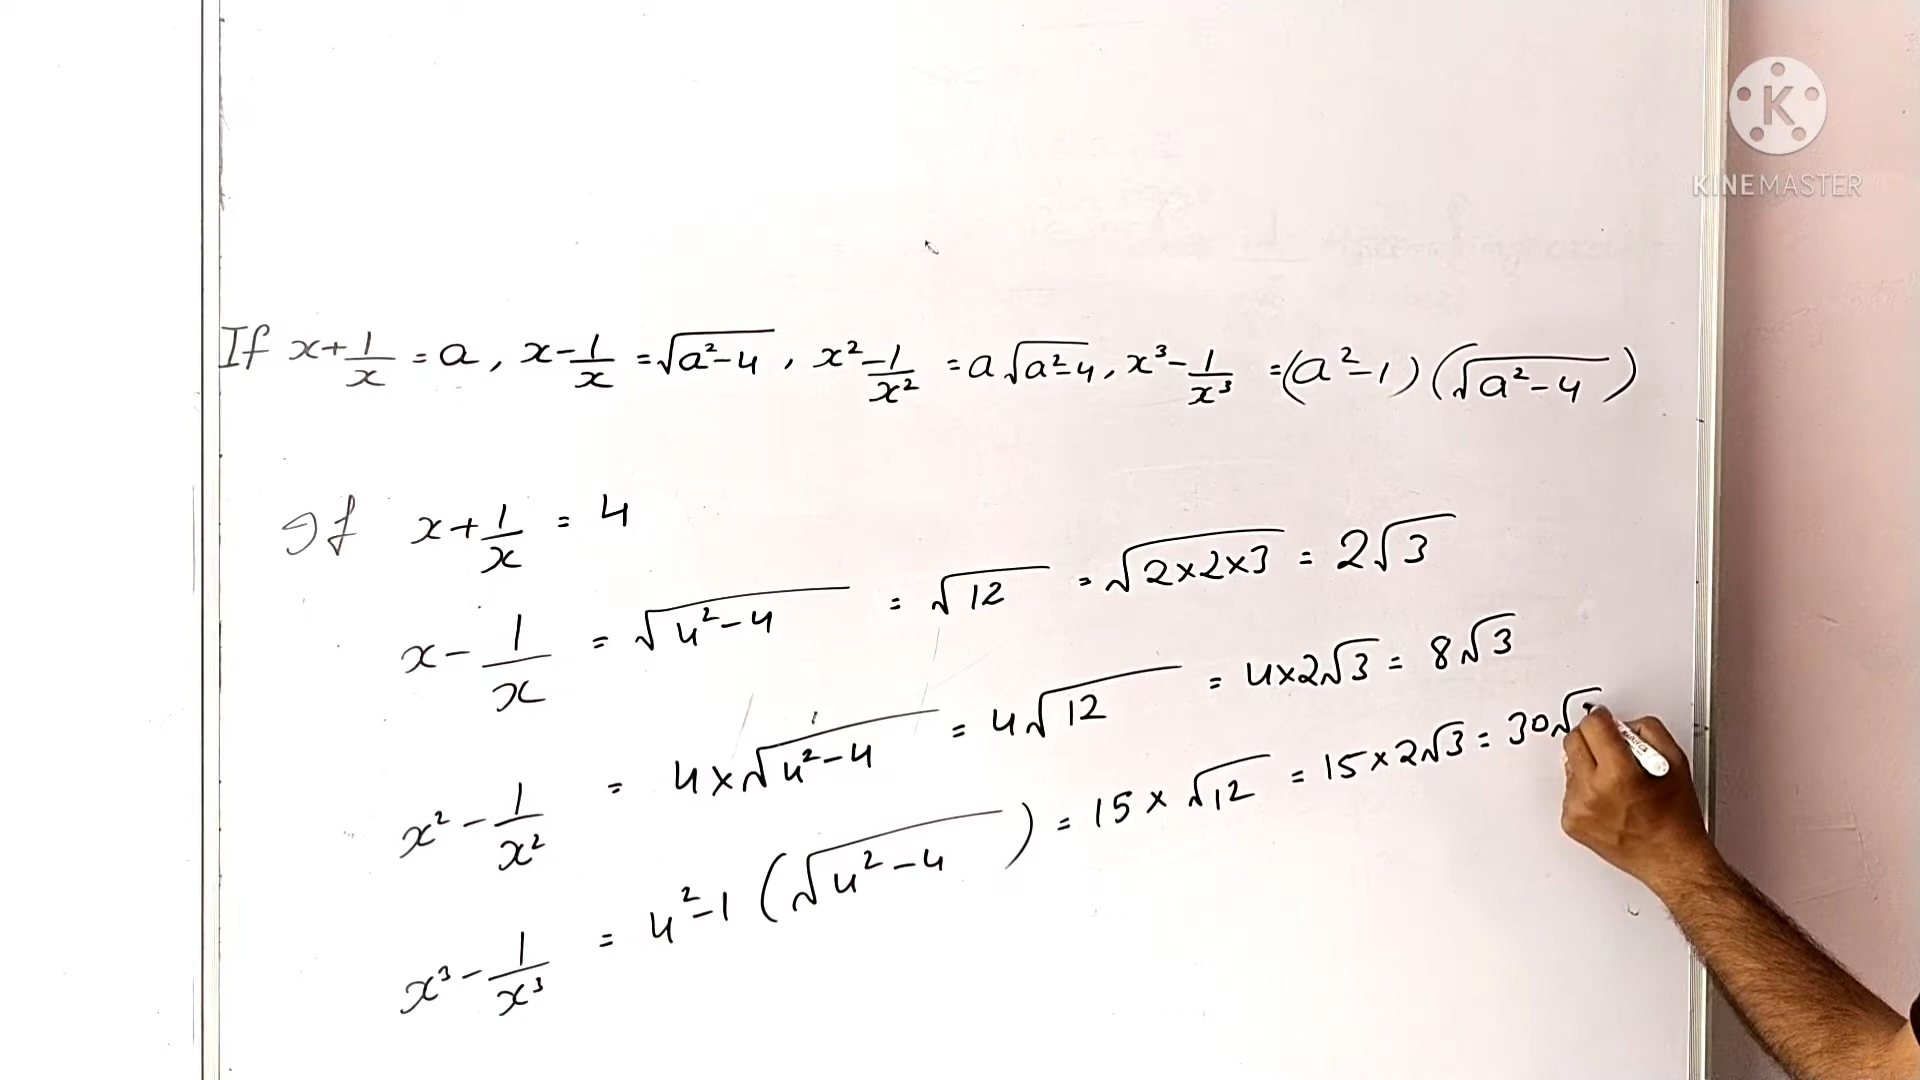 K
KINEMASTER
If x+1/x = a, x-1/x = √(a²-4), x²-1/x² = a√(a²-4), x³-1/x³ = (a²-1)(√(a²-4))
If x+1/x = 4
x-1/x = √(4²-4) = √12 = √(2×2×3) = 2√3
x²-1/x² = 4×√(4²-4) = 4√12 = 4×2√3 = 8√3
x³-1/x³ = 4²-1(√(4²-4)) = 15×√12 = 15×2√3 = 30√